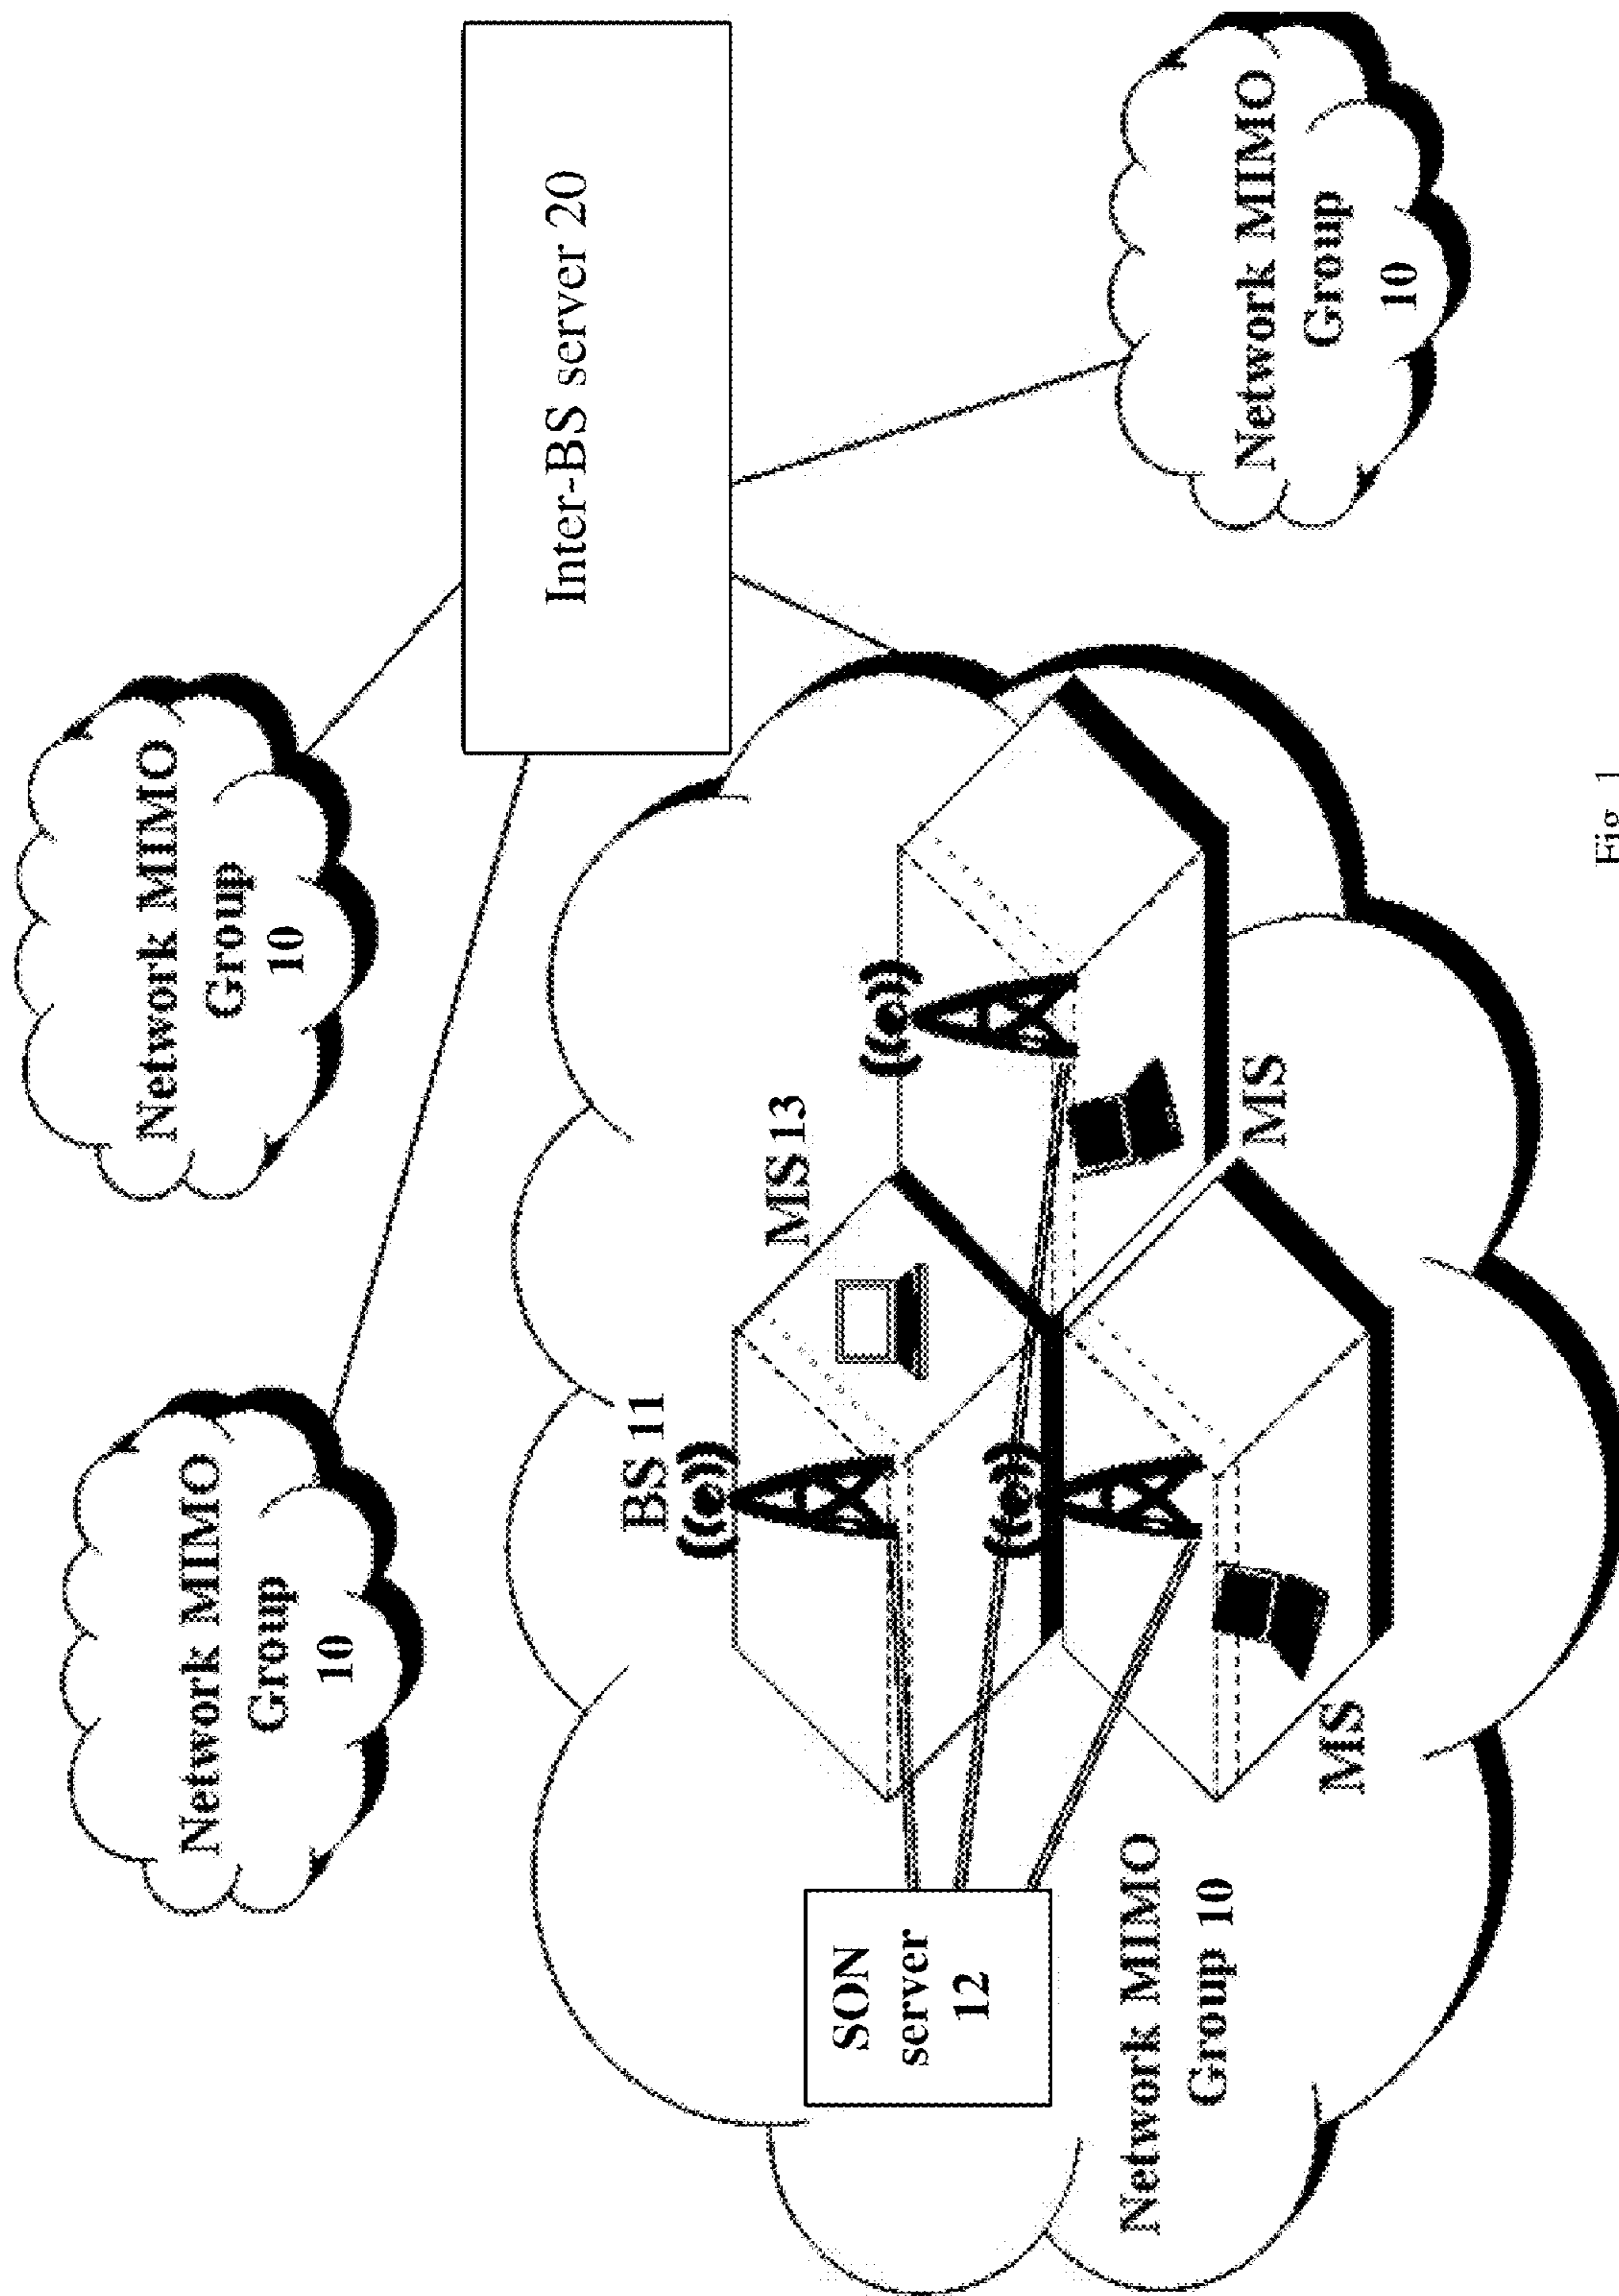 Network MIMO
Group
10
Network MIMO
Group
10
Inter-BS server 20
Network MIMO
Group
10
BS 11
MS 13
SON
server
12
MS
MS
Network MIMO
Group 10
Fig. 1